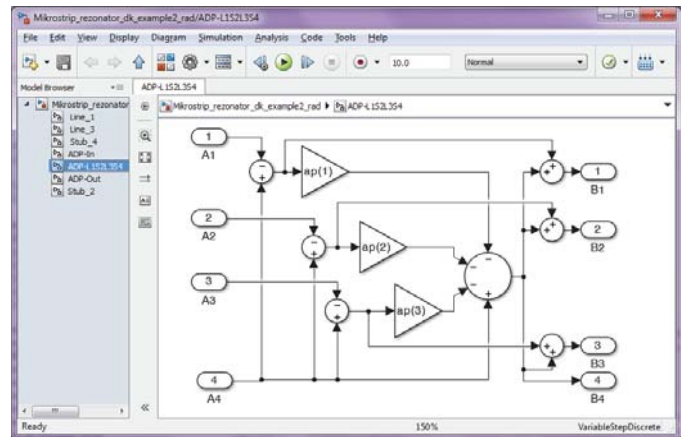 Mikrostrip_rezonator_dk_example2_rad/ADP-L1S2L3S4
File Edit View Display Diagram Simulation Analysis Code Tools Help
10.0 Normal
Model Browser ADP-L1S2L3S4
Mikrostrip_rezonator
Line_1
Line_3
Stub_4
ADP-In
ADP-L1S2L3S4
ADP-Out
Stub_2
Mikrostrip_rezonator_dk_example2_rad ADP-L1S2L3S4
1
A1
- +
ap(1)
+ +
1
B1
2
A2
- +
ap(2)
+ +
2
B2
3
A3
- +
ap(3)
- - - +
+ +
3
B3
4
A4
4
B4
Ready 150% VariableStepDiscrete